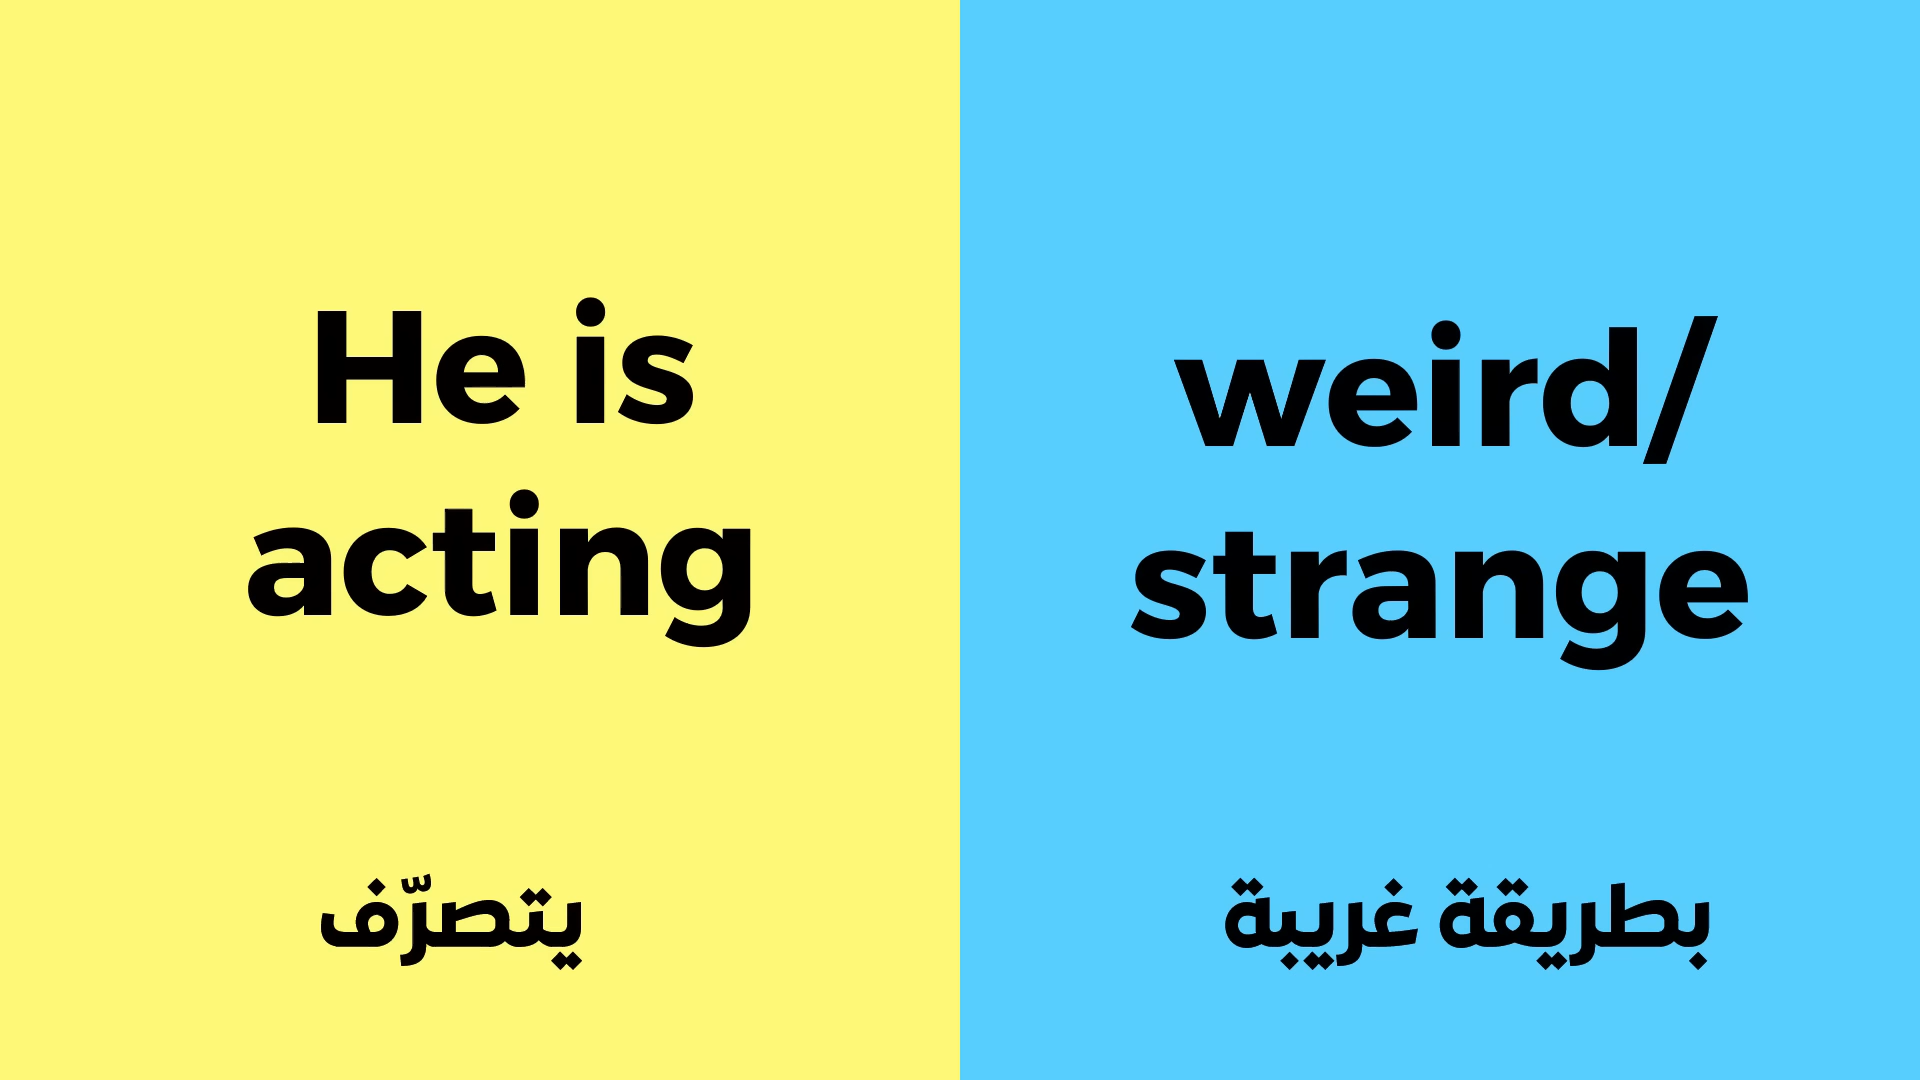 He is
acting
يتصرّف
weird/
strange
بطريقة غريبة